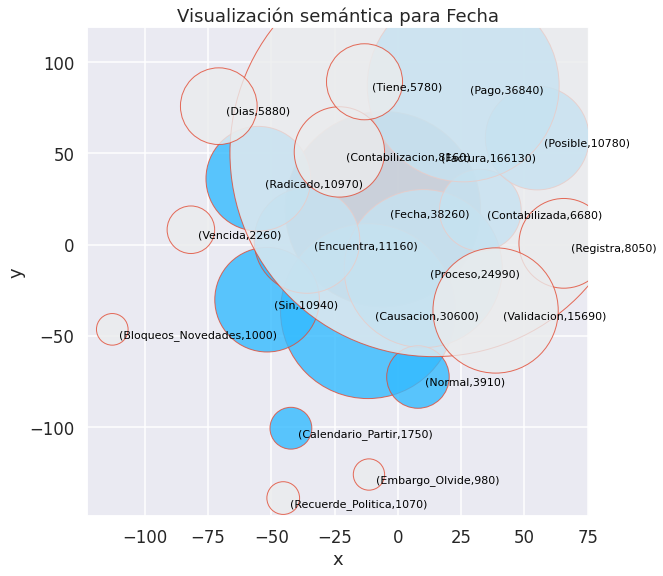 Visualización semántica para Fecha
100
50
0
−50
−100
y
(Tiene,5780)
(Pago,36840)
(Dias,5880)
(Posible,10780)
(Contabilizacion,8160)
(Factura,166130)
(Radicado,10970)
(Fecha,38260)
(Contabilizada,6680)
(Vencida,2260)
(Encuentra,11160)
(Registra,8050)
(Proceso,24990)
(Sin,10940)
(Causacion,30600)
(Validacion,15690)
(Bloqueos_Novedades,1000)
(Normal,3910)
(Calendario_Partir,1750)
(Embargo_Olvide,980)
(Recuerde_Politica,1070)
−100 −75 −50 −25 0 25 50 75
x